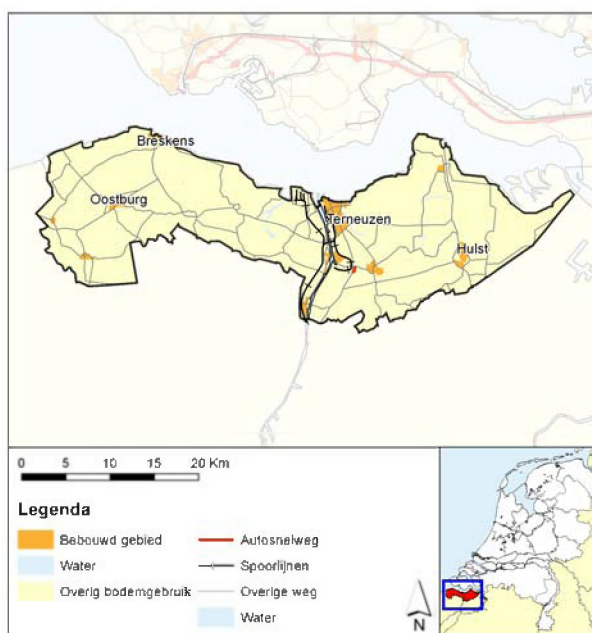 Breskens
Oostburg
Terneuzen
Hulst
0 5 10 15 20 Km
Legenda
Bebouwd gebied
Water
Overig bodemgebruik
Autosnelweg
Spoorlijnen
Overige weg
Water
N